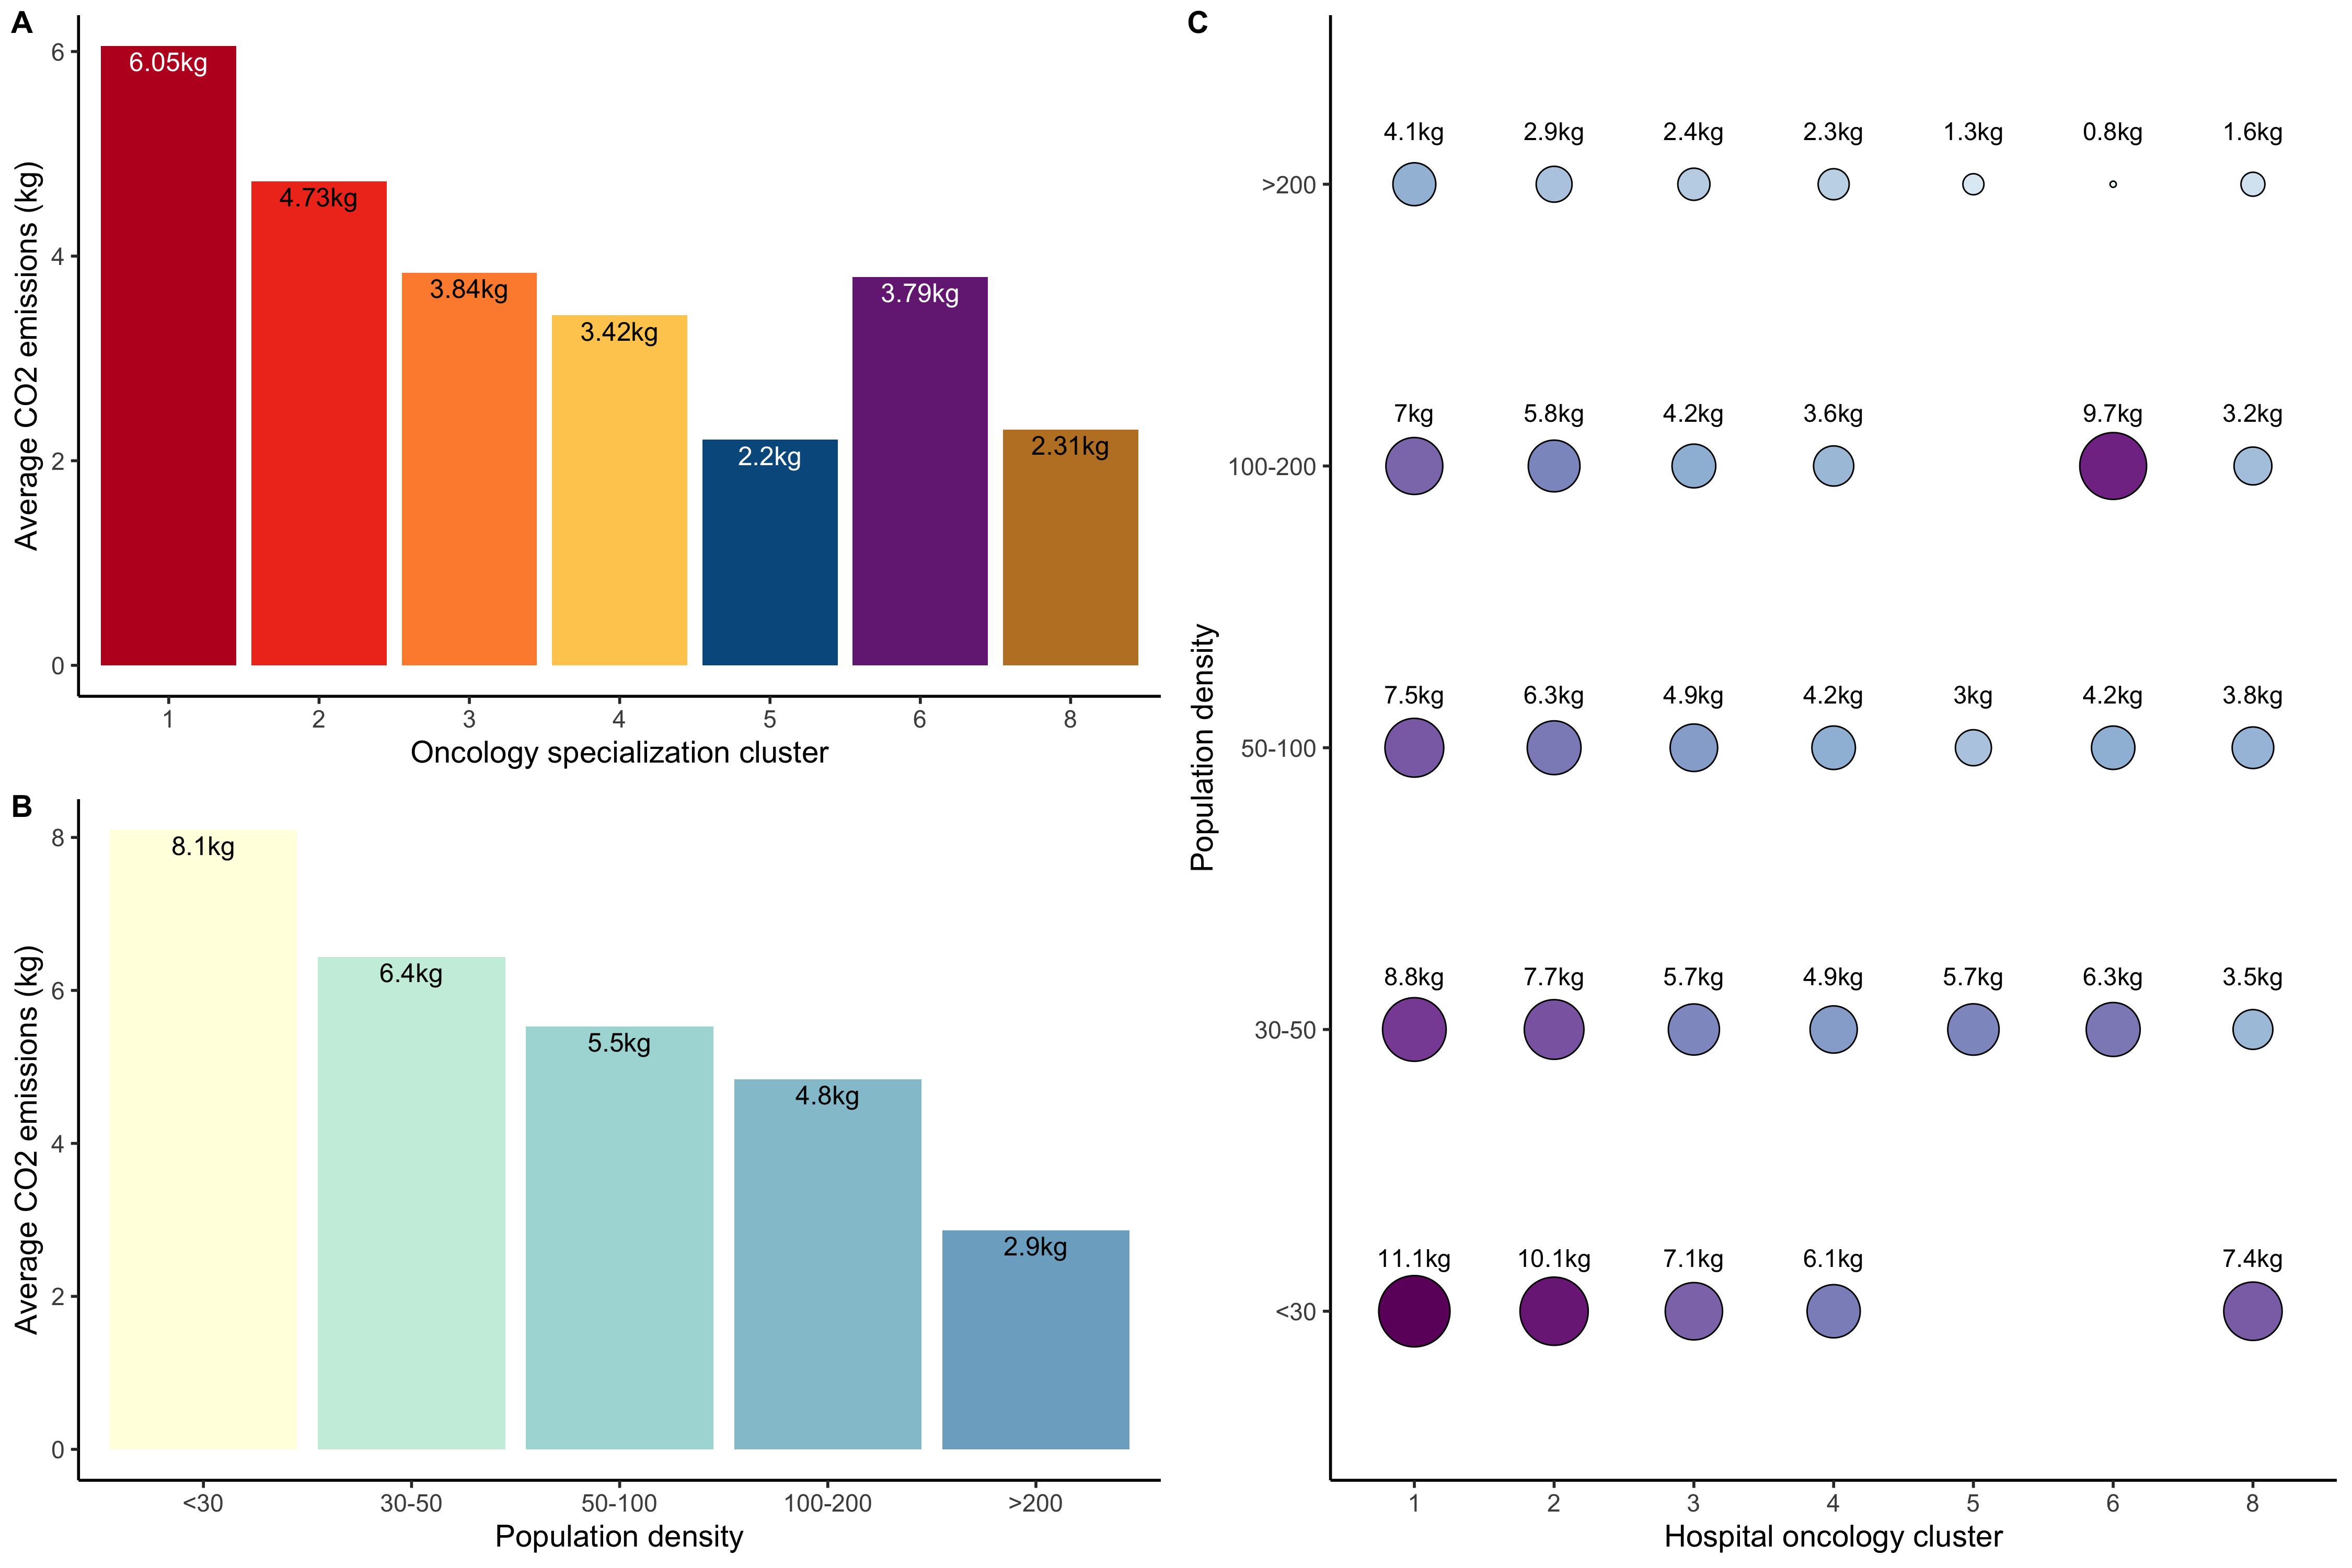 A
Average CO2 emissions (kg)
6
4
2
0
6.05kg
4.73kg
3.84kg
3.42kg
2.2kg
3.79kg
2.31kg
1 2 3 4 5 6 8
Oncology specialization cluster
B
Average CO2 emissions (kg)
8
6
4
2
0
8.1kg
6.4kg
5.5kg
4.8kg
2.9kg
<30 30-50 50-100 100-200 >200
Population density
C
Population density
4.1kg 2.9kg 2.4kg 2.3kg 1.3kg 0.8kg 1.6kg
>200
7kg 5.8kg 4.2kg 3.6kg 9.7kg 3.2kg
100-200
7.5kg 6.3kg 4.9kg 4.2kg 3kg 4.2kg 3.8kg
50-100
8.8kg 7.7kg 5.7kg 4.9kg 5.7kg 6.3kg 3.5kg
30-50
11.1kg 10.1kg 7.1kg 6.1kg 7.4kg
<30
1 2 3 4 5 6 8
Hospital oncology cluster